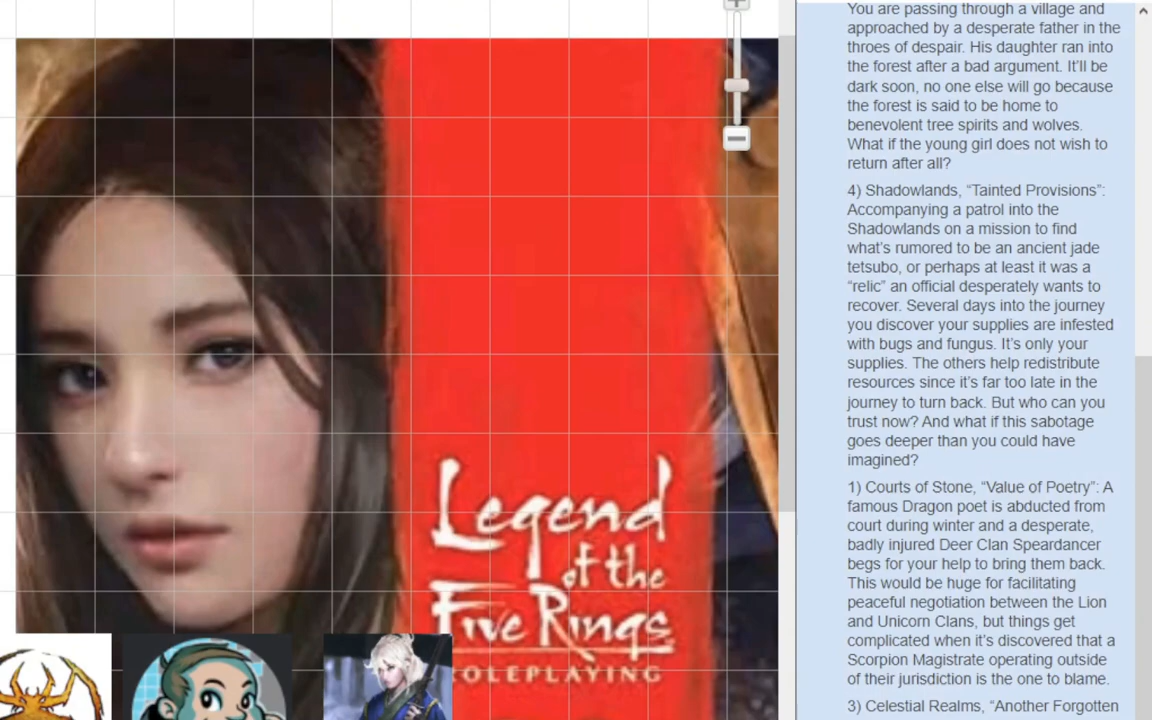 Legend
of the
Five Rings
ROLEPLAYING
You are passing through a village and
approached by a desperate father in the
throes of despair. His daughter ran into
the forest after a bad argument. It’ll be
dark soon, no one else will go because
the forest is said to be home to
benevolent tree spirits and wolves.
What if the young girl does not wish to
return after all?
4) Shadowlands, “Tainted Provisions”:
Accompanying a patrol into the
Shadowlands on a mission to find
what’s rumored to be an ancient jade
tetsubo, or perhaps at least it was a
“relic” an official desperately wants to
recover. Several days into the journey
you discover your supplies are infested
with bugs and fungus. It’s only your
supplies. The others help redistribute
resources since it’s far too late in the
journey to turn back. But who can you
trust now? And what if this sabotage
goes deeper than you could have
imagined?
1) Courts of Stone, “Value of Poetry”: A
famous Dragon poet is abducted from
court during winter and a desperate,
badly injured Deer Clan Speardancer
begs for your help to bring them back.
This would be huge for facilitating
peaceful negotiation between the Lion
and Unicorn Clans, but things get
complicated when it’s discovered that a
Scorpion Magistrate operating outside
of their jurisdiction is the one to blame.
3) Celestial Realms, “Another Forgotten